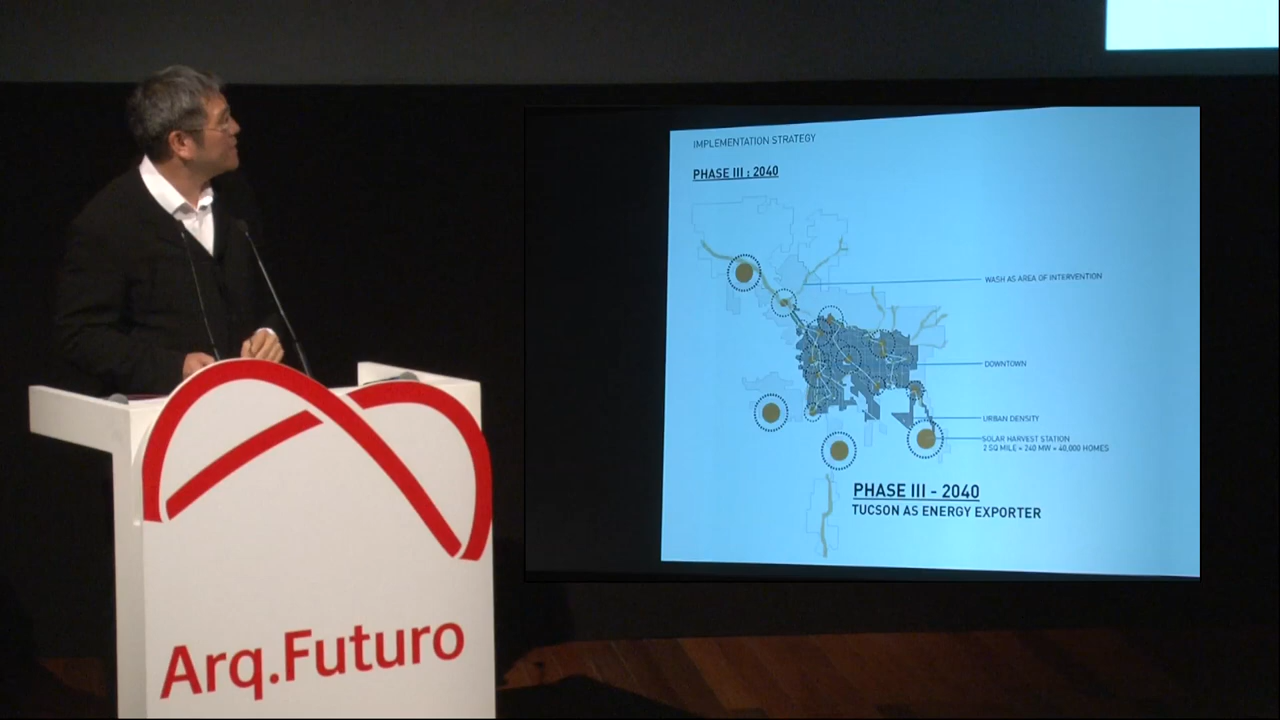 IMPLEMENTATION STRATEGY
PHASE III : 2040
WASH AS AREA OF INTERVENTION
DOWNTOWN
URBAN DENSITY
SOLAR HARVEST STATION
2 SQ MILE = 240 MW = 40,000 HOMES
PHASE III - 2040
TUCSON AS ENERGY EXPORTER
Arq.Futuro